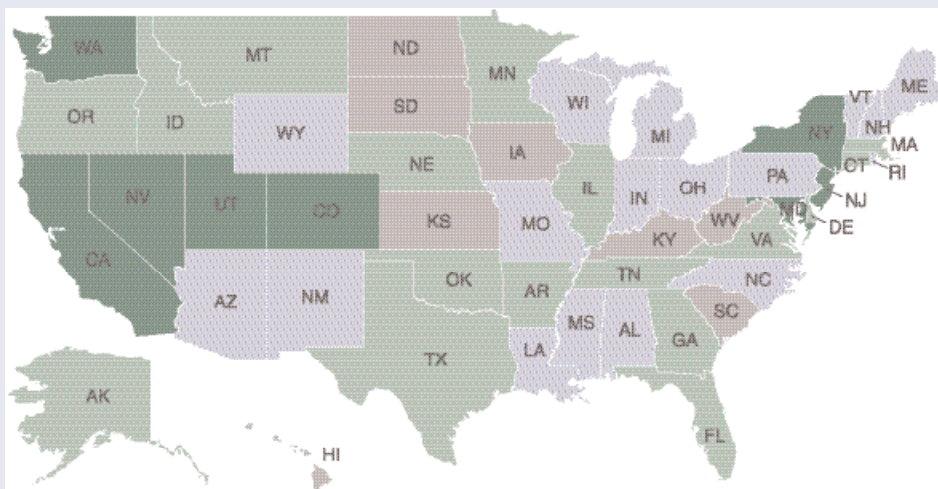 WA
MT
ND
MN
ME
VT
OR
ID
SD
WI
NH
WY
MI
NY
MA
IA
NE
CT
RI
NV
UT
CO
IL
IN
OH
PA
NJ
KS
MO
WV
MD
DE
CA
KY
VA
OK
TN
NC
AZ
NM
AR
SC
MS
AL
GA
LA
TX
AK
FL
HI